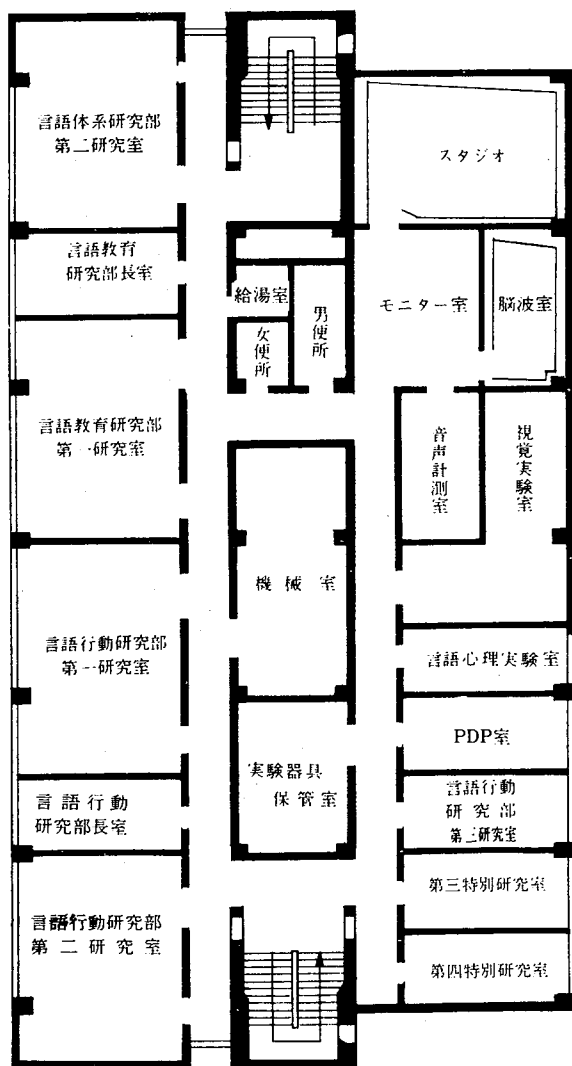 言語体系研究部
第二研究室
言語教育
研究部長室
言語教育研究部
第一研究室
言語行動研究部
第一研究室
言語行動
研究部長室
言語行動研究部
第二研究室
給湯室
女便所
男便所
機械室
実験器具
保管室
スタジオ
モニター室
脳波室
音声計測室
視覚実験室
言語心理実験室
PDP室
言語行動
研究部
第三研究室
第三特別研究室
第四特別研究室